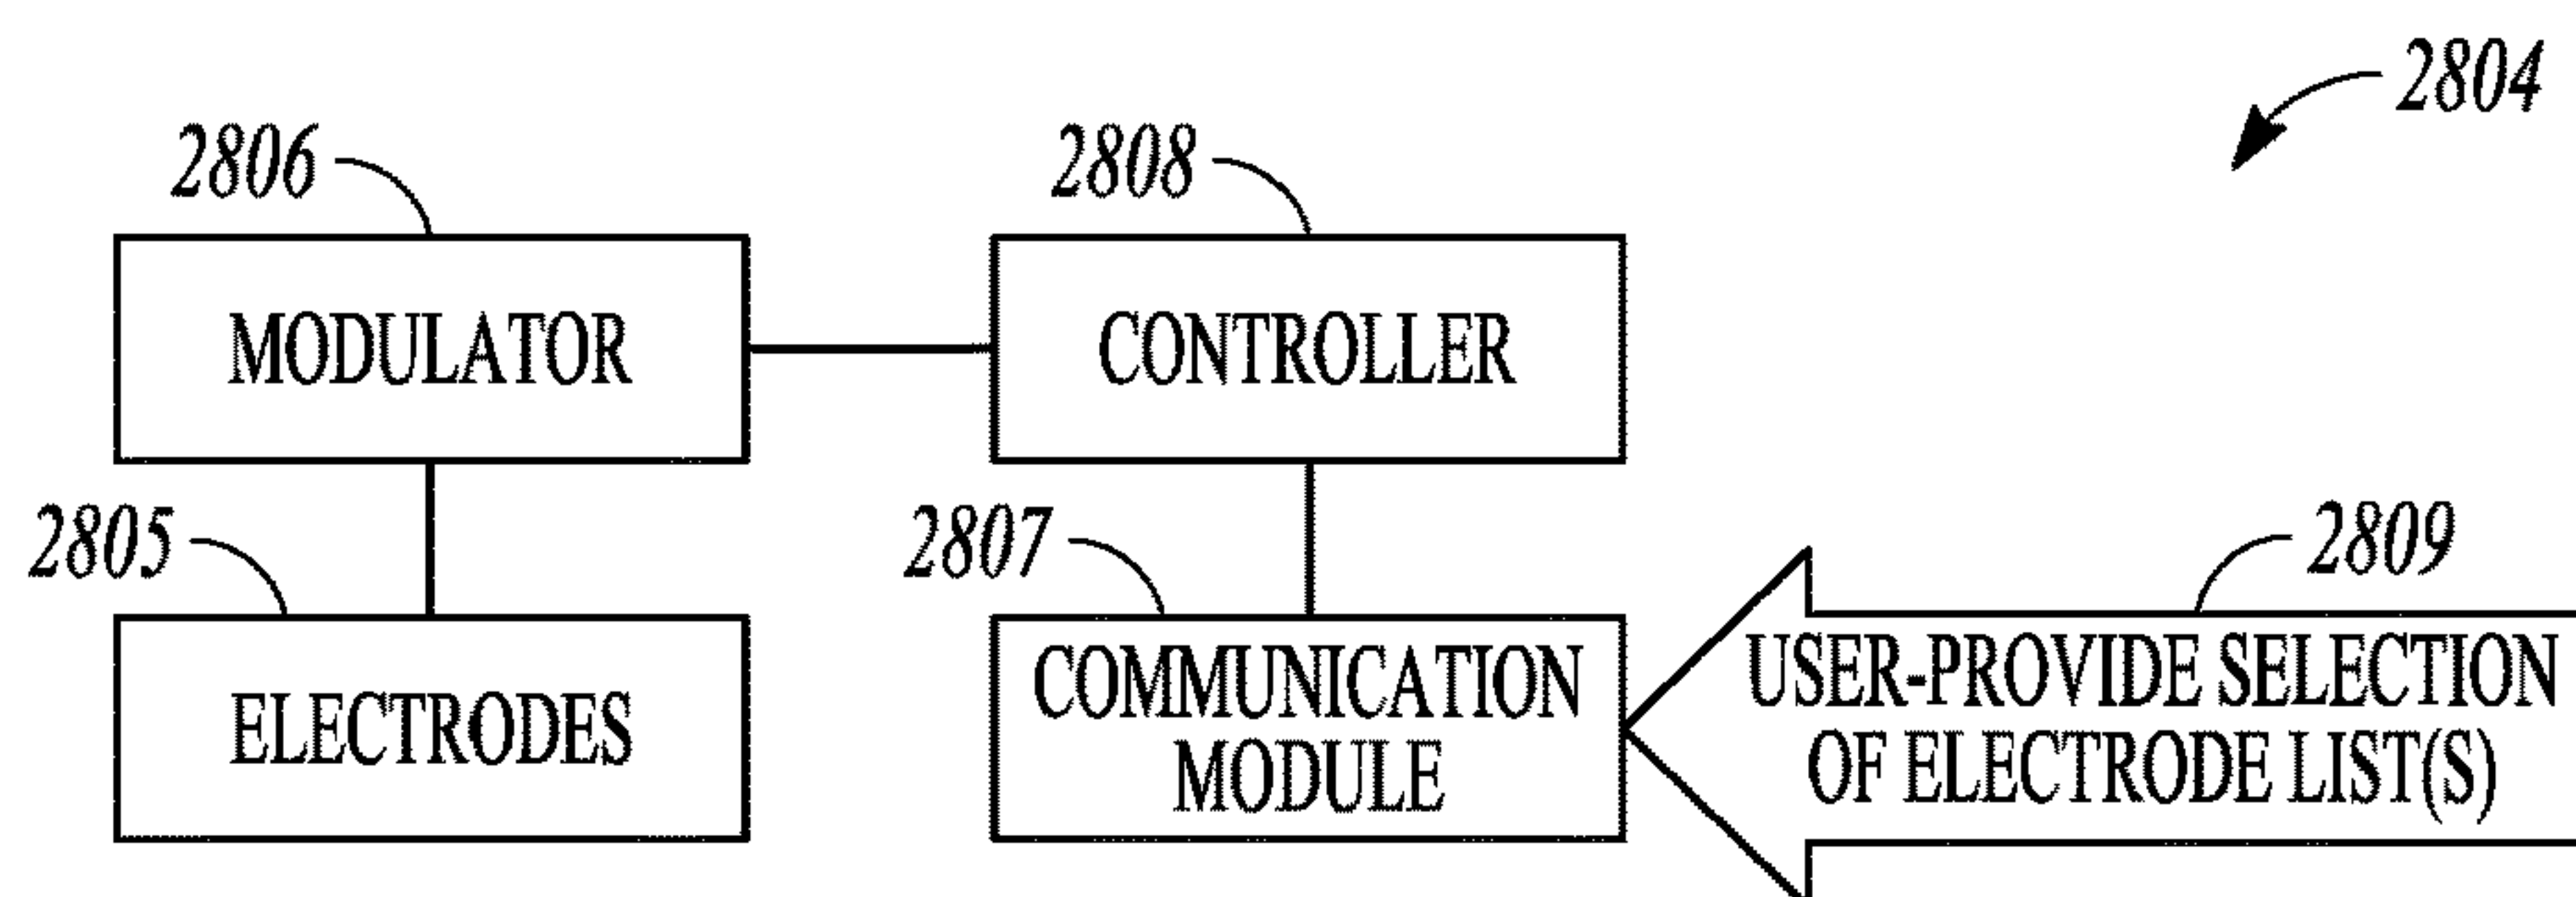 2804
2806
2808
MODULATOR
CONTROLLER
2805
2807
2809
ELECTRODES
COMMUNICATION
MODULE
USER-PROVIDE SELECTION
OF ELECTRODE LIST(S)